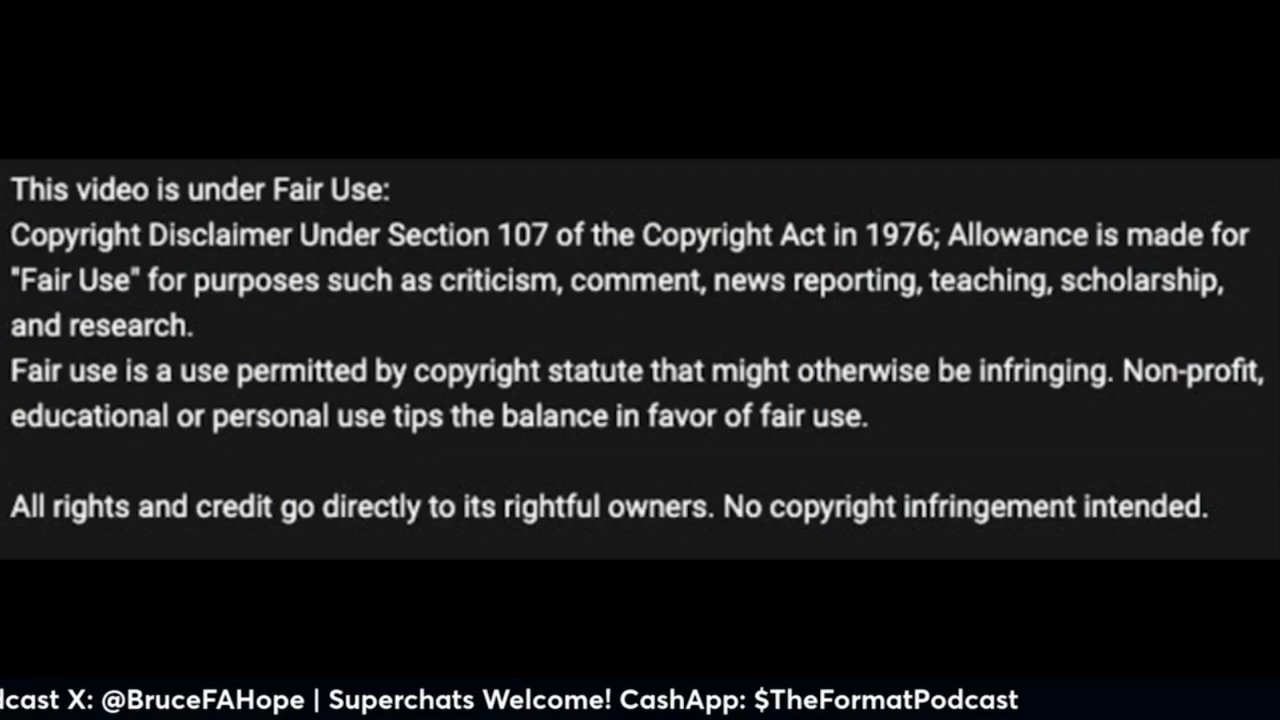 This video is under Fair Use:
Copyright Disclaimer Under Section 107 of the Copyright Act in 1976; Allowance is made for
"Fair Use" for purposes such as criticism, comment, news reporting, teaching, scholarship,
and research.
Fair use is a use permitted by copyright statute that might otherwise be infringing. Non-profit,
educational or personal use tips the balance in favor of fair use.
All rights and credit go directly to its rightful owners. No copyright infringement intended.
dcast X: @BruceFAHope | Superchats Welcome! CashApp: $TheFormatPodcast